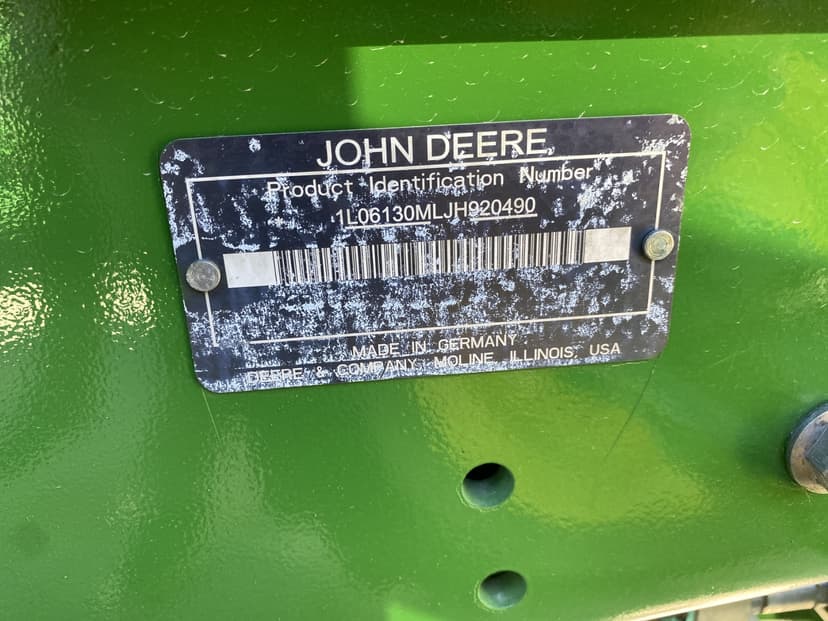 JOHN DEERE
Product Identification Number
1L06130MLJH920490
MADE IN GERMANY
DEERE & COMPANY MOLINE ILLINOIS, USA